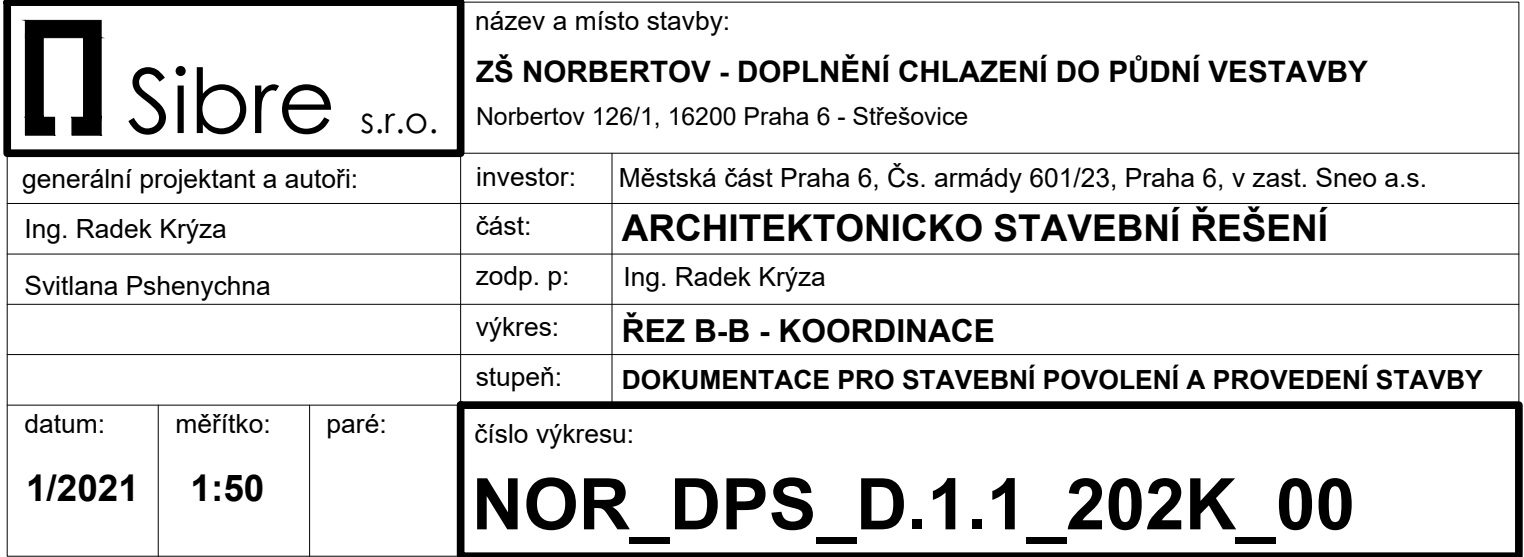 Sibre s.r.o.
název a místo stavby:
ZŠ NORBERTOV - DOPLNĚNÍ CHLAZENÍ DO PŮDNÍ VESTAVBY
Norbertov 126/1, 16200 Praha 6 - Střešovice
generální projektant a autoři:
Ing. Radek Krýza
Svitlana Pshenychna
investor:
Městská část Praha 6, Čs. armády 601/23, Praha 6, v zast. Sneo a.s.
část:
ARCHITEKTONICKO STAVEBNÍ ŘEŠENÍ
zodp. p:
Ing. Radek Krýza
výkres:
ŘEZ B-B - KOORDINACE
stupeň:
DOKUMENTACE PRO STAVEBNÍ POVOLENÍ A PROVEDENÍ STAVBY
datum:
1/2021
měřítko:
1:50
paré:
číslo výkresu:
NOR_DPS_D.1.1_202K_00